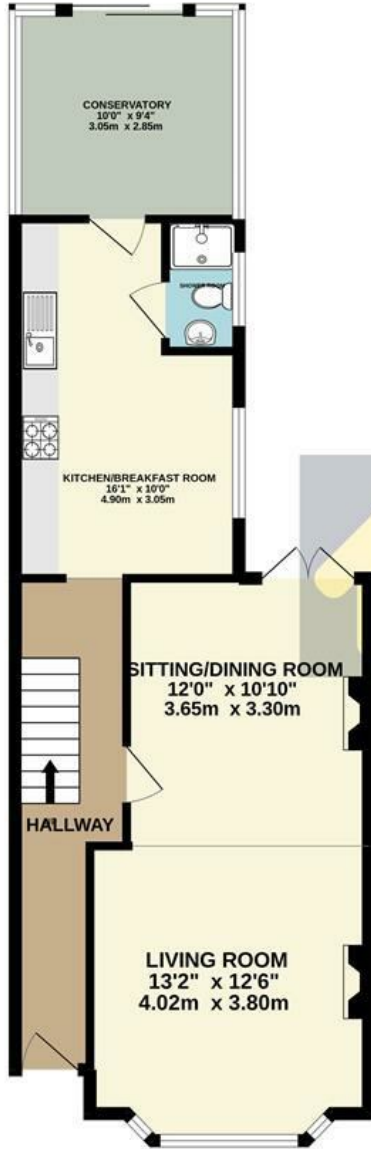 CONSERVATORY
10'0" x 9'4"
3.05m x 2.85m
SHOWER ROOM
KITCHEN/BREAKFAST ROOM
16'1" x 10'0"
4.90m x 3.05m
SITTING/DINING ROOM
12'0" x 10'10"
3.65m x 3.30m
HALLWAY
LIVING ROOM
13'2" x 12'6"
4.02m x 3.80m